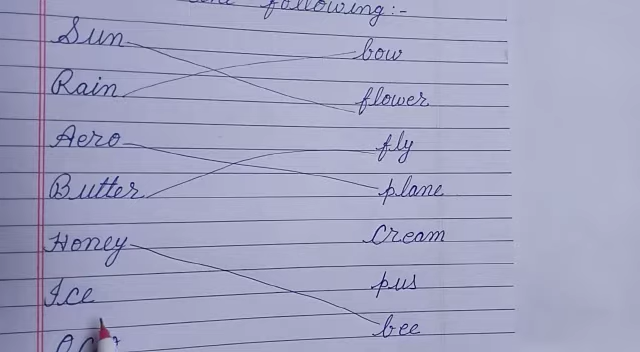 following:-
Sun bow
Rain flower
Aero fly
Butter plane
Honey cream
Ice pus
bee